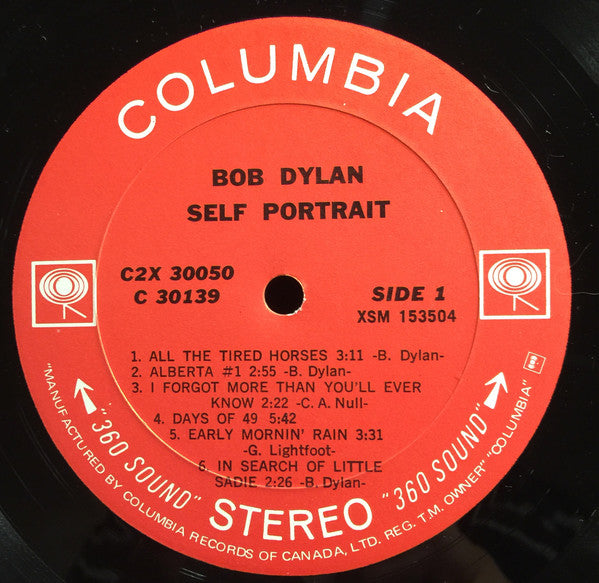 COLUMBIA
BOB DYLAN
SELF PORTRAIT
C2X 30050
C 30139
SIDE 1
XSM 153504
1. ALL THE TIRED HORSES 3:11 -B. Dylan-
2. ALBERTA #1 2:55 -B. Dylan-
3. I FORGOT MORE THAN YOU'LL EVER
KNOW 2:22 -C. A. Null-
4. DAYS OF 49 5:42
5. EARLY MORNIN' RAIN 3:31
-G. Lightfoot-
6. IN SEARCH OF LITTLE
SADIE 2:26 -B. Dylan-
"360 SOUND" STEREO "360 SOUND"
"MANUFACTURED BY COLUMBIA RECORDS OF CANADA, LTD. REG. T.M. OWNER" "COLUMBIA"